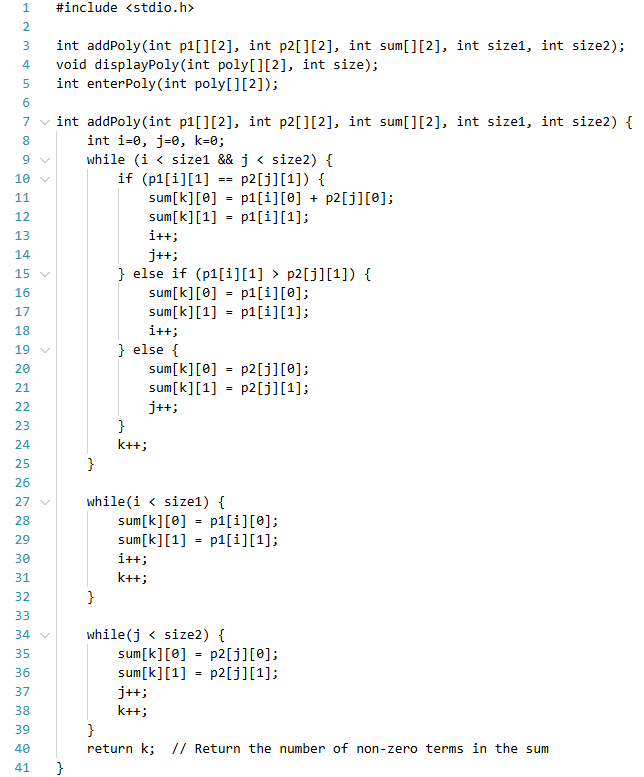 1 #include <stdio.h>
2
3 int addPoly(int p1[][2], int p2[][2], int sum[][2], int size1, int size2);
4 void displayPoly(int poly[][2], int size);
5 int enterPoly(int poly[][2]);
6
7 int addPoly(int p1[][2], int p2[][2], int sum[][2], int size1, int size2) {
8     int i=0, j=0, k=0;
9     while (i < size1 && j < size2) {
10         if (p1[i][1] == p2[j][1]) {
11             sum[k][0] = p1[i][0] + p2[j][0];
12             sum[k][1] = p1[i][1];
13             i++;
14             j++;
15         } else if (p1[i][1] > p2[j][1]) {
16             sum[k][0] = p1[i][0];
17             sum[k][1] = p1[i][1];
18             i++;
19         } else {
20             sum[k][0] = p2[j][0];
21             sum[k][1] = p2[j][1];
22             j++;
23         }
24         k++;
25     }
26
27     while(i < size1) {
28         sum[k][0] = p1[i][0];
29         sum[k][1] = p1[i][1];
30         i++;
31         k++;
32     }
33
34     while(j < size2) {
35         sum[k][0] = p2[j][0];
36         sum[k][1] = p2[j][1];
37         j++;
38         k++;
39     }
40     return k;  // Return the number of non-zero terms in the sum
41 }